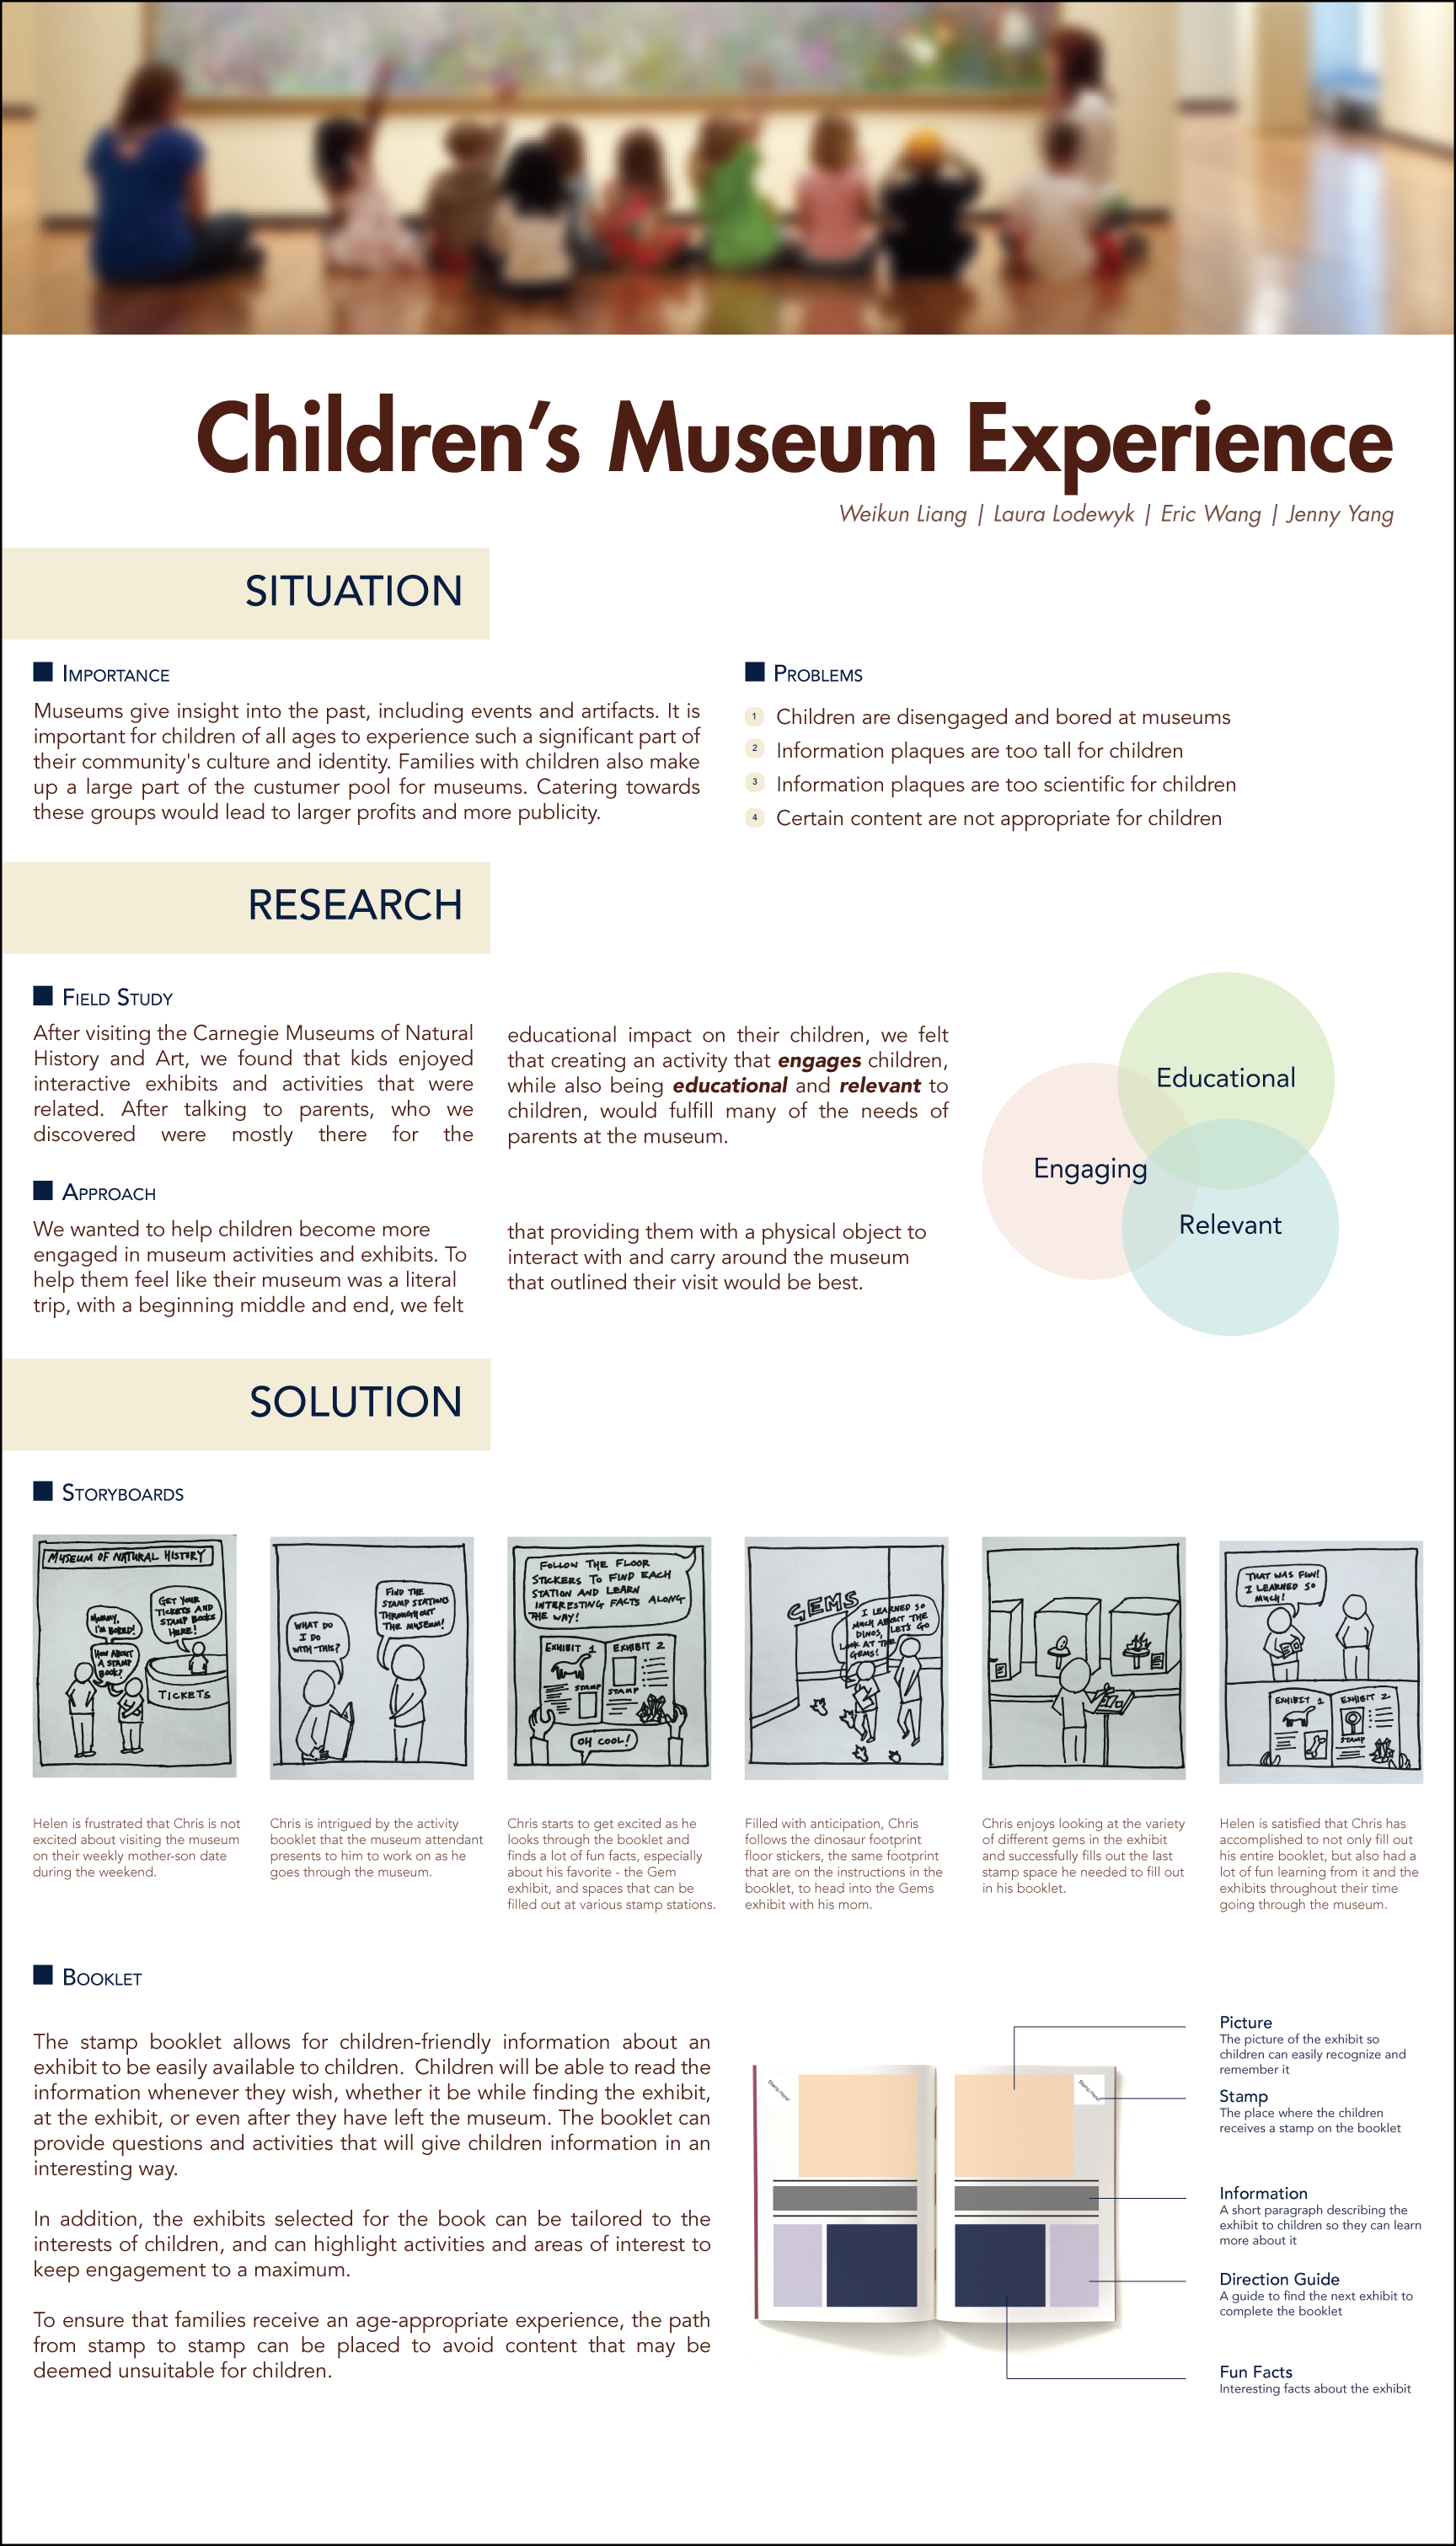 Children's Museum Experience
Weikun Liang | Laura Lodewyk | Eric Wang | Jenny Yang
SITUATION
IMPORTANCE
Museums give insight into the past, including events and artifacts. It is
important for children of all ages to experience such a significant part of
their community's culture and identity. Families with children also make
up a large part of the custumer pool for museums. Catering towards
these groups would lead to larger profits and more publicity.
PROBLEMS
1 Children are disengaged and bored at museums
2 Information plaques are too tall for children
3 Information plaques are too scientific for children
4 Certain content are not appropriate for children
RESEARCH
FIELD STUDY
After visiting the Carnegie Museums of Natural
History and Art, we found that kids enjoyed
interactive exhibits and activities that were
related. After talking to parents, who we
discovered were mostly there for the
educational impact on their children, we felt
that creating an activity that engages children,
while also being educational and relevant to
children, would fulfill many of the needs of
parents at the museum.
APPROACH
We wanted to help children become more
engaged in museum activities and exhibits. To
help them feel like their museum was a literal
trip, with a beginning middle and end, we felt
that providing them with a physical object to
interact with and carry around the museum
that outlined their visit would be best.
Educational
Engaging
Relevant
SOLUTION
STORYBOARDS
MUSEUM OF NATURAL HISTORY
GET YOUR
TICKETS AND
STAMP BOOKS
HERE!
MOMMY,
I'M BORED!
HOW ABOUT
A STAMP
BOOK?
TICKETS
WHAT DO
I DO
WITH THIS?
FIND THE
STAMP STATIONS
THROUGHOUT
THE MUSEUM!
FOLLOW THE FLOOR
STICKERS TO FIND EACH
STATION AND LEARN
INTERESTING FACTS ALONG
THE WAY!
EXHIBIT 1
EXHIBIT 2
STAMP
STAMP
OH COOL!
GEMS
I LEARNED SO
MUCH ABOUT THE
DINOS, LET'S GO
LOOK AT THE
GEMS!
THAT WAS FUN!
I LEARNED SO
MUCH!
EXHIBIT 1
EXHIBIT 2
STAMP
Helen is frustrated that Chris is not
excited about visiting the museum
on their weekly mother-son date
during the weekend.
Chris is intrigued by the activity
booklet that the museum attendant
presents to him to work on as he
goes through the museum.
Chris starts to get excited as he
looks through the booklet and
finds a lot of fun facts, especially
about his favorite - the Gem
exhibit, and spaces that can be
filled out at various stamp stations.
Filled with anticipation, Chris
follows the dinosaur footprint
floor stickers, the same footprint
that are on the instructions in the
booklet, to head into the Gems
exhibit with his mom.
Chris enjoys looking at the variety
of different gems in the exhibit
and successfully fills out the last
stamp space he needed to fill out
in his booklet.
Helen is satisfied that Chris has
accomplished to not only fill out
his entire booklet, but also had a
lot of fun learning from it and the
exhibits throughout their time
going through the museum.
BOOKLET
The stamp booklet allows for children-friendly information about an
exhibit to be easily available to children. Children will be able to read the
information whenever they wish, whether it be while finding the exhibit,
at the exhibit, or even after they have left the museum. The booklet can
provide questions and activities that will give children information in an
interesting way.
In addition, the exhibits selected for the book can be tailored to the
interests of children, and can highlight activities and areas of interest to
keep engagement to a maximum.
To ensure that families receive an age-appropriate experience, the path
from stamp to stamp can be placed to avoid content that may be
deemed unsuitable for children.
Stamp Here!
Stamp Here!
Picture
The picture of the exhibit so
children can easily recognize and
remember it
Stamp
The place where the children
receives a stamp on the booklet
Information
A short paragraph describing the
exhibit to children so they can learn
more about it
Direction Guide
A guide to find the next exhibit to
complete the booklet
Fun Facts
Interesting facts about the exhibit